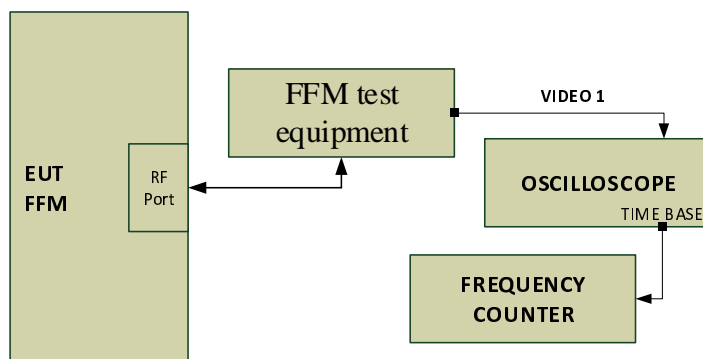 FFM test
equipment
VIDEO 1
EUT
FFM
RF
Port
OSCILLOSCOPE
TIME BASE
FREQUENCY
COUNTER